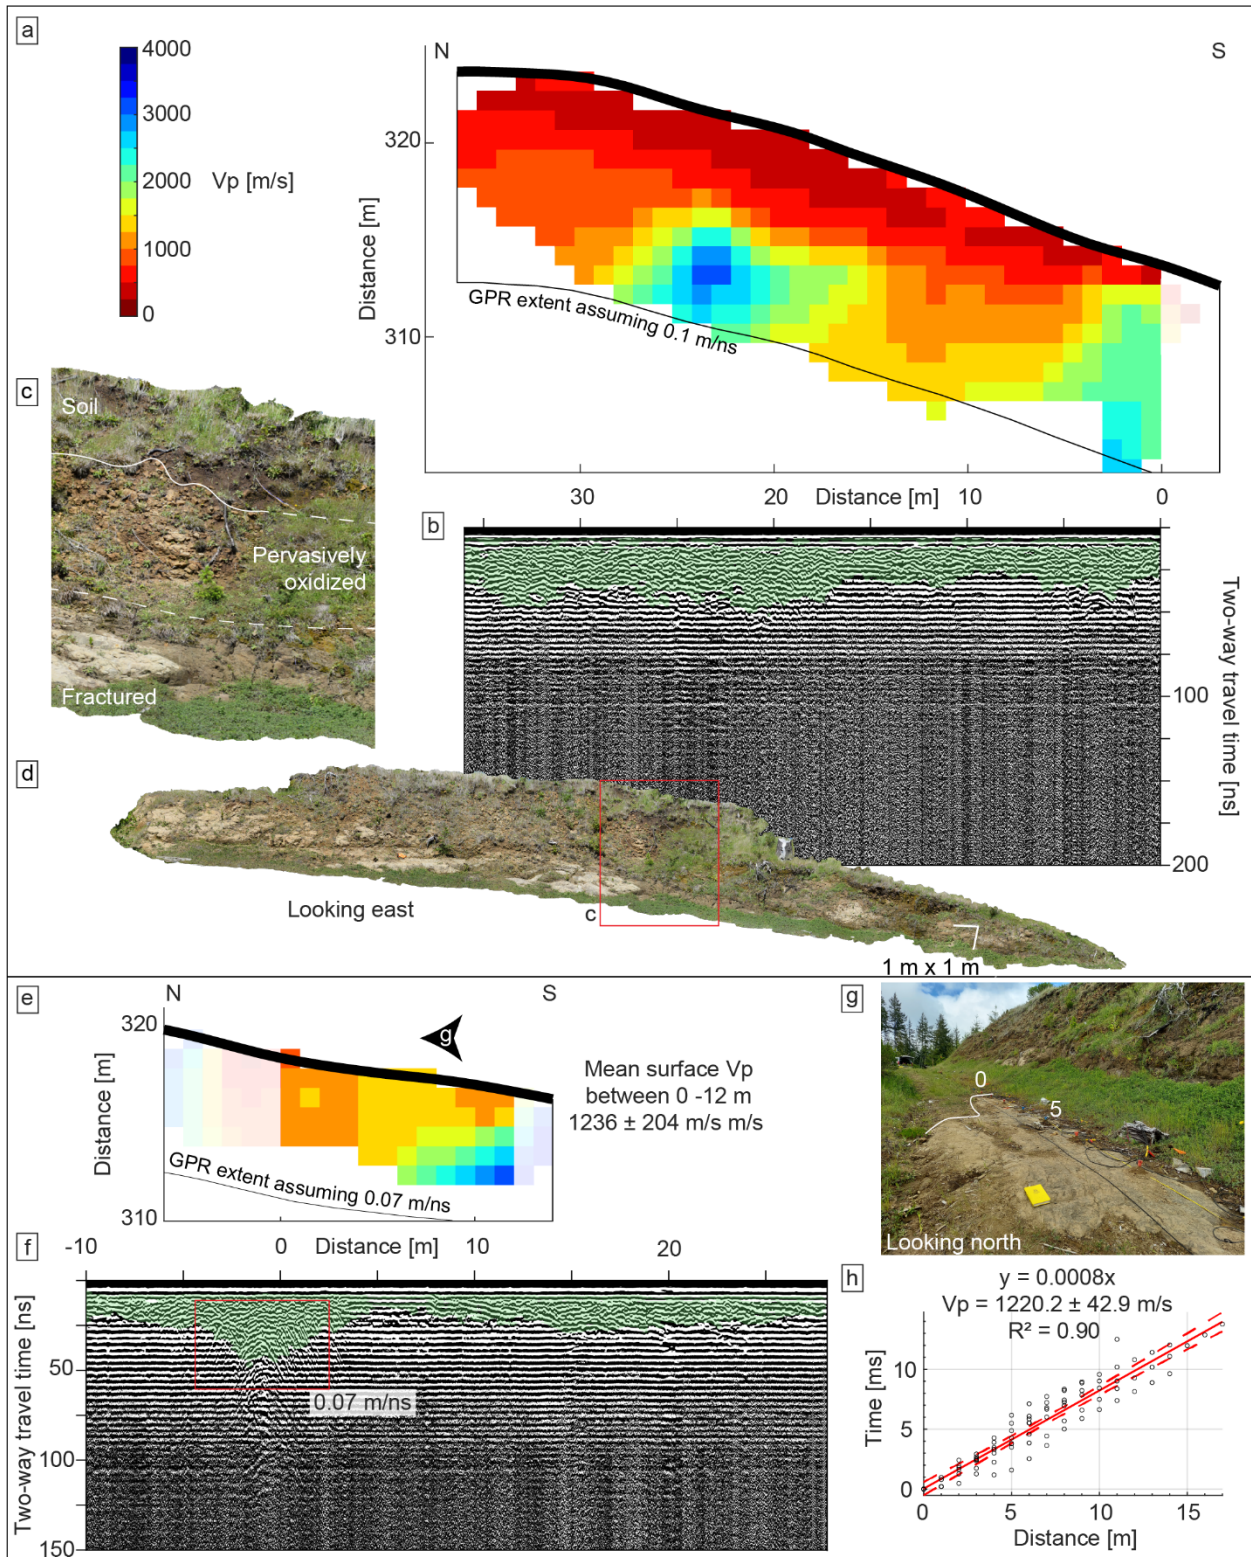 a
4000
3000
2000
1000
0
Vp [m/s]
N
S
320
310
Distance [m]
GPR extent assuming 0.1 m/ns
30
20
Distance [m]
10
0
c
Soil
Pervasively
oxidized
Fractured
b
Two-way travel time [ns]
100
200
d
Looking east
c
1 m x 1 m
e
N
S
320
310
Distance [m]
g
GPR extent assuming 0.07 m/ns
Mean surface Vp
between 0 -12 m
1236 ± 204 m/s m/s
f
-10
0
Distance [m]
10
20
Two-way travel time [ns]
50
100
150
0.07 m/ns
g
0
5
Looking north
h
y = 0.0008x
Vp = 1220.2 ± 42.9 m/s
R² = 0.90
Time [ms]
10
5
0
0
5
10
15
Distance [m]